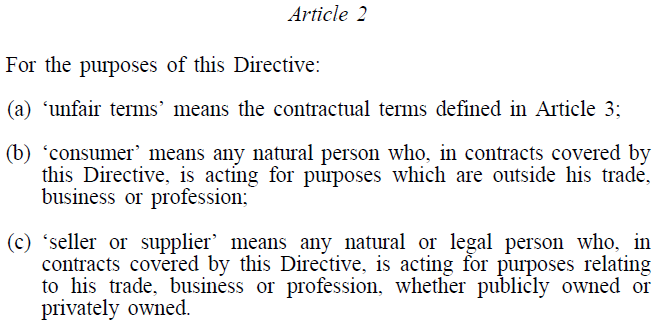 Article 2
For the purposes of this Directive:
(a) ‘unfair terms’ means the contractual terms defined in Article 3;
(b) ‘consumer’ means any natural person who, in contracts covered by
this Directive, is acting for purposes which are outside his trade,
business or profession;
(c) ‘seller or supplier’ means any natural or legal person who, in
contracts covered by this Directive, is acting for purposes relating
to his trade, business or profession, whether publicly owned or
privately owned.